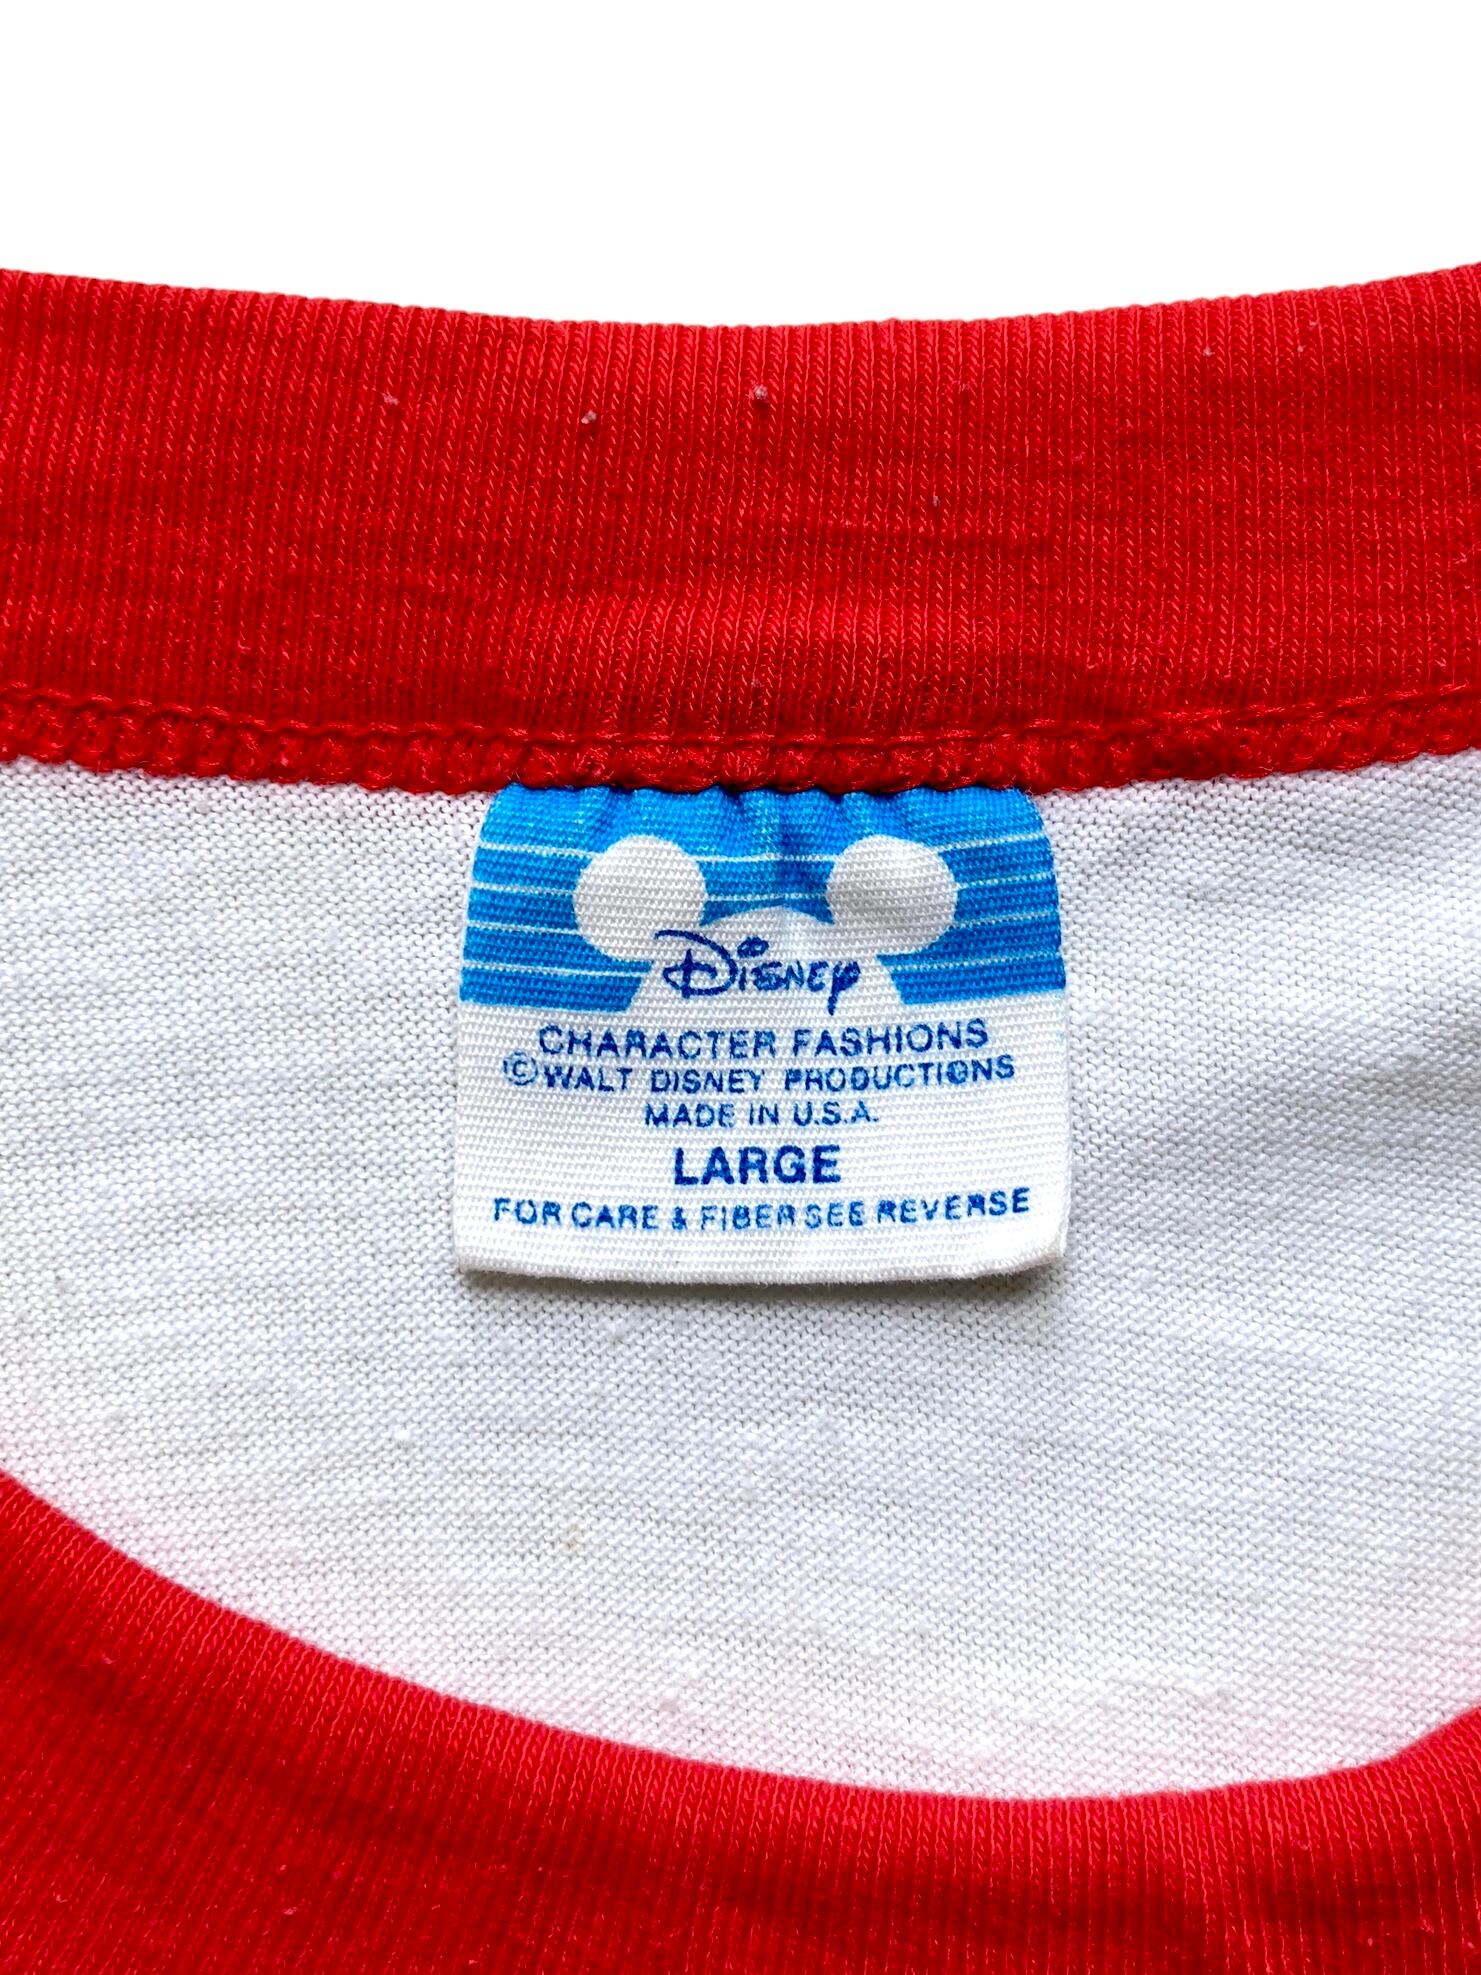 Disney
CHARACTER FASHIONS
©WALT DISNEY PRODUCTIONS
MADE IN U.S.A.
LARGE
FOR CARE & FIBER SEE REVERSE